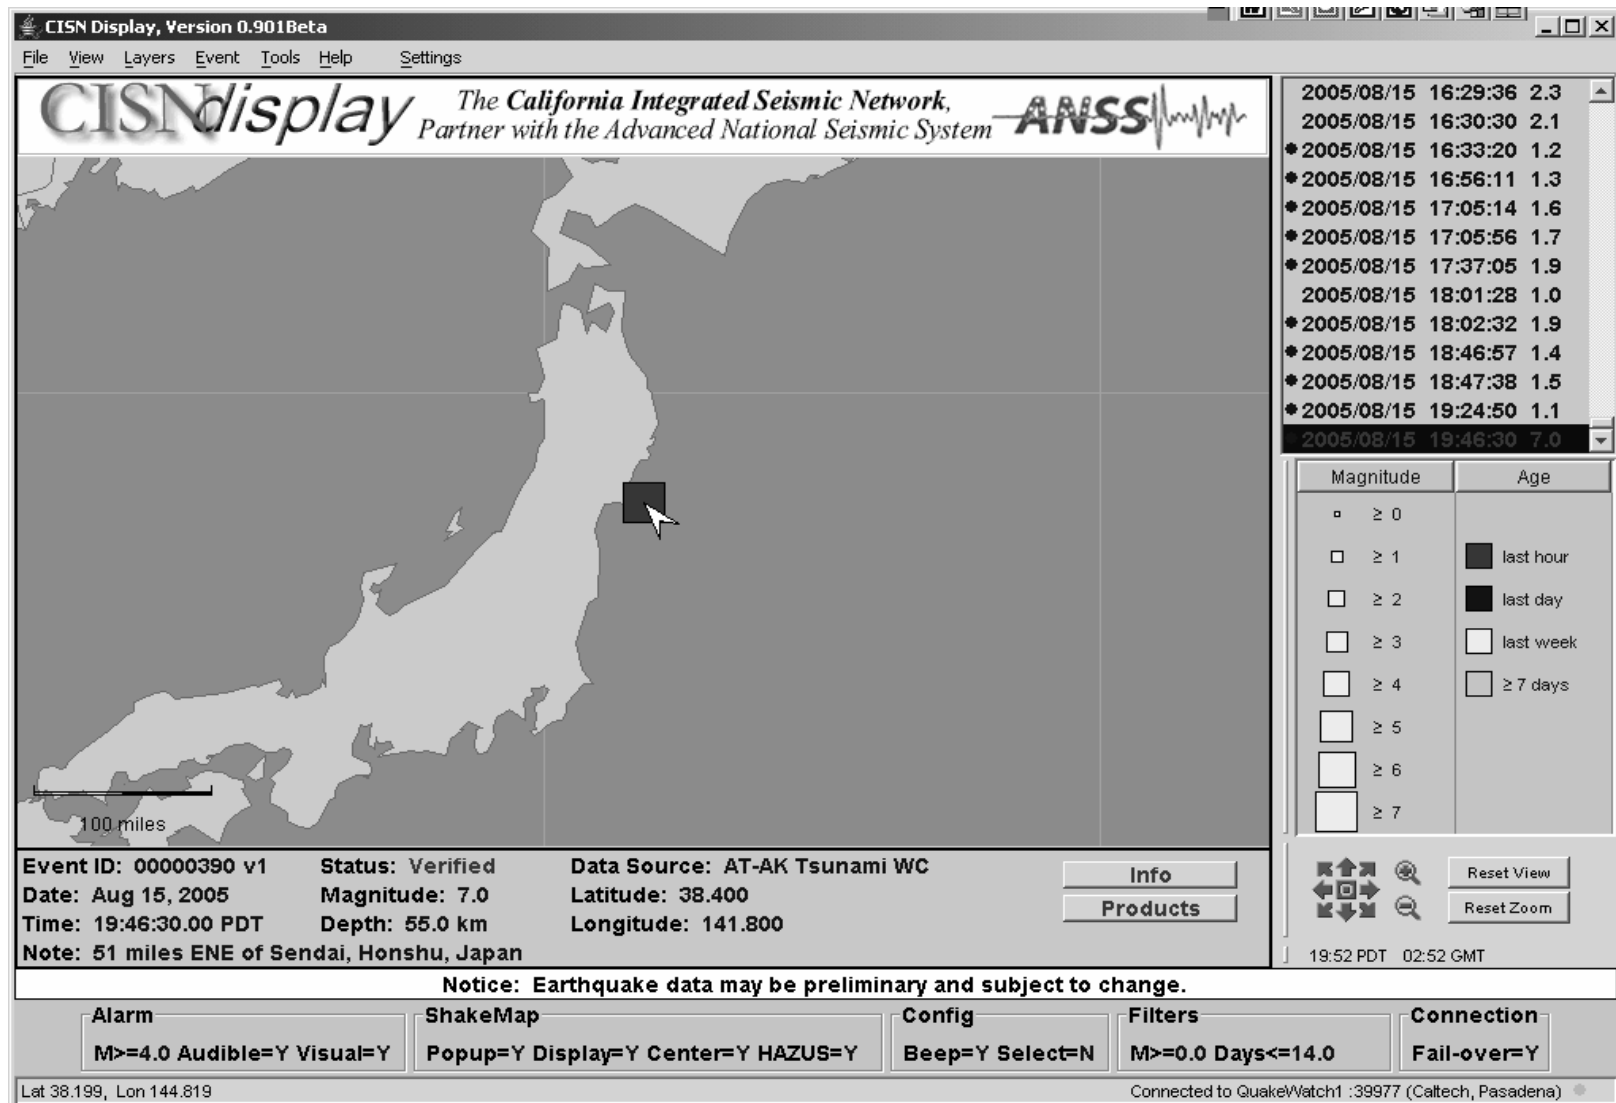 CISN Display, Version 0.901Beta
File View Layers Event Tools Help Settings
CISNdisplay
The California Integrated Seismic Network,
Partner with the Advanced National Seismic System
ANSS
2005/08/15 16:29:36 2.3
2005/08/15 16:30:30 2.1
2005/08/15 16:33:20 1.2
2005/08/15 16:56:11 1.3
2005/08/15 17:05:14 1.6
2005/08/15 17:05:56 1.7
2005/08/15 17:37:05 1.9
2005/08/15 18:01:28 1.0
2005/08/15 18:02:32 1.9
2005/08/15 18:46:57 1.4
2005/08/15 18:47:38 1.5
2005/08/15 19:24:50 1.1
2005/08/15 19:46:30 7.0
Magnitude Age
≥ 0
≥ 1 last hour
≥ 2 last day
≥ 3 last week
≥ 4 ≥ 7 days
≥ 5
≥ 6
≥ 7
100 miles
Event ID: 00000390 v1 Status: Verified Data Source: AT-AK Tsunami WC
Date: Aug 15, 2005 Magnitude: 7.0 Latitude: 38.400
Time: 19:46:30.00 PDT Depth: 55.0 km Longitude: 141.800
Note: 51 miles ENE of Sendai, Honshu, Japan
Info
Products
Reset View
Reset Zoom
19:52 PDT 02:52 GMT
Notice: Earthquake data may be preliminary and subject to change.
Alarm ShakeMap Config Filters Connection
M>=4.0 Audible=Y Visual=Y Popup=Y Display=Y Center=Y HAZUS=Y Beep=Y Select=N M>=0.0 Days<=14.0 Fail-over=Y
Lat 38.199, Lon 144.819 Connected to QuakeWatch1 :39977 (Caltech, Pasadena)